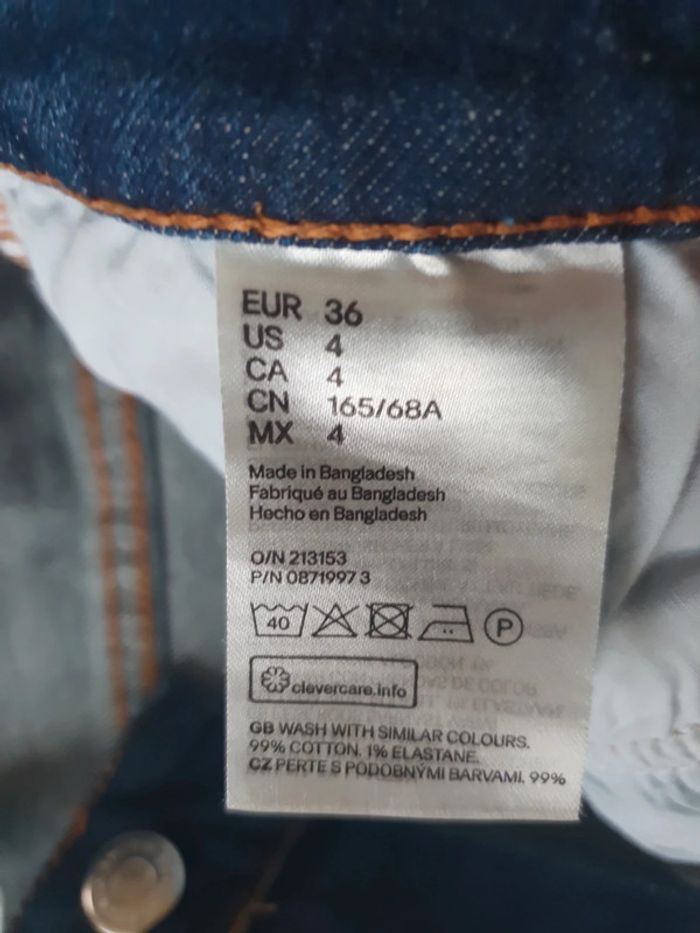 EUR 36
US 4
CA 4
CN 165/68A
MX 4
Made in Bangladesh
Fabriqué au Bangladesh
Hecho en Bangladesh
O/N 213153
P/N 0871997 3
40 P
clevercare.info
GB WASH WITH SIMILAR COLOURS.
99% COTTON. 1% ELASTANE.
CZ PERTE S PODOBNÝMI BARVAMI. 99%